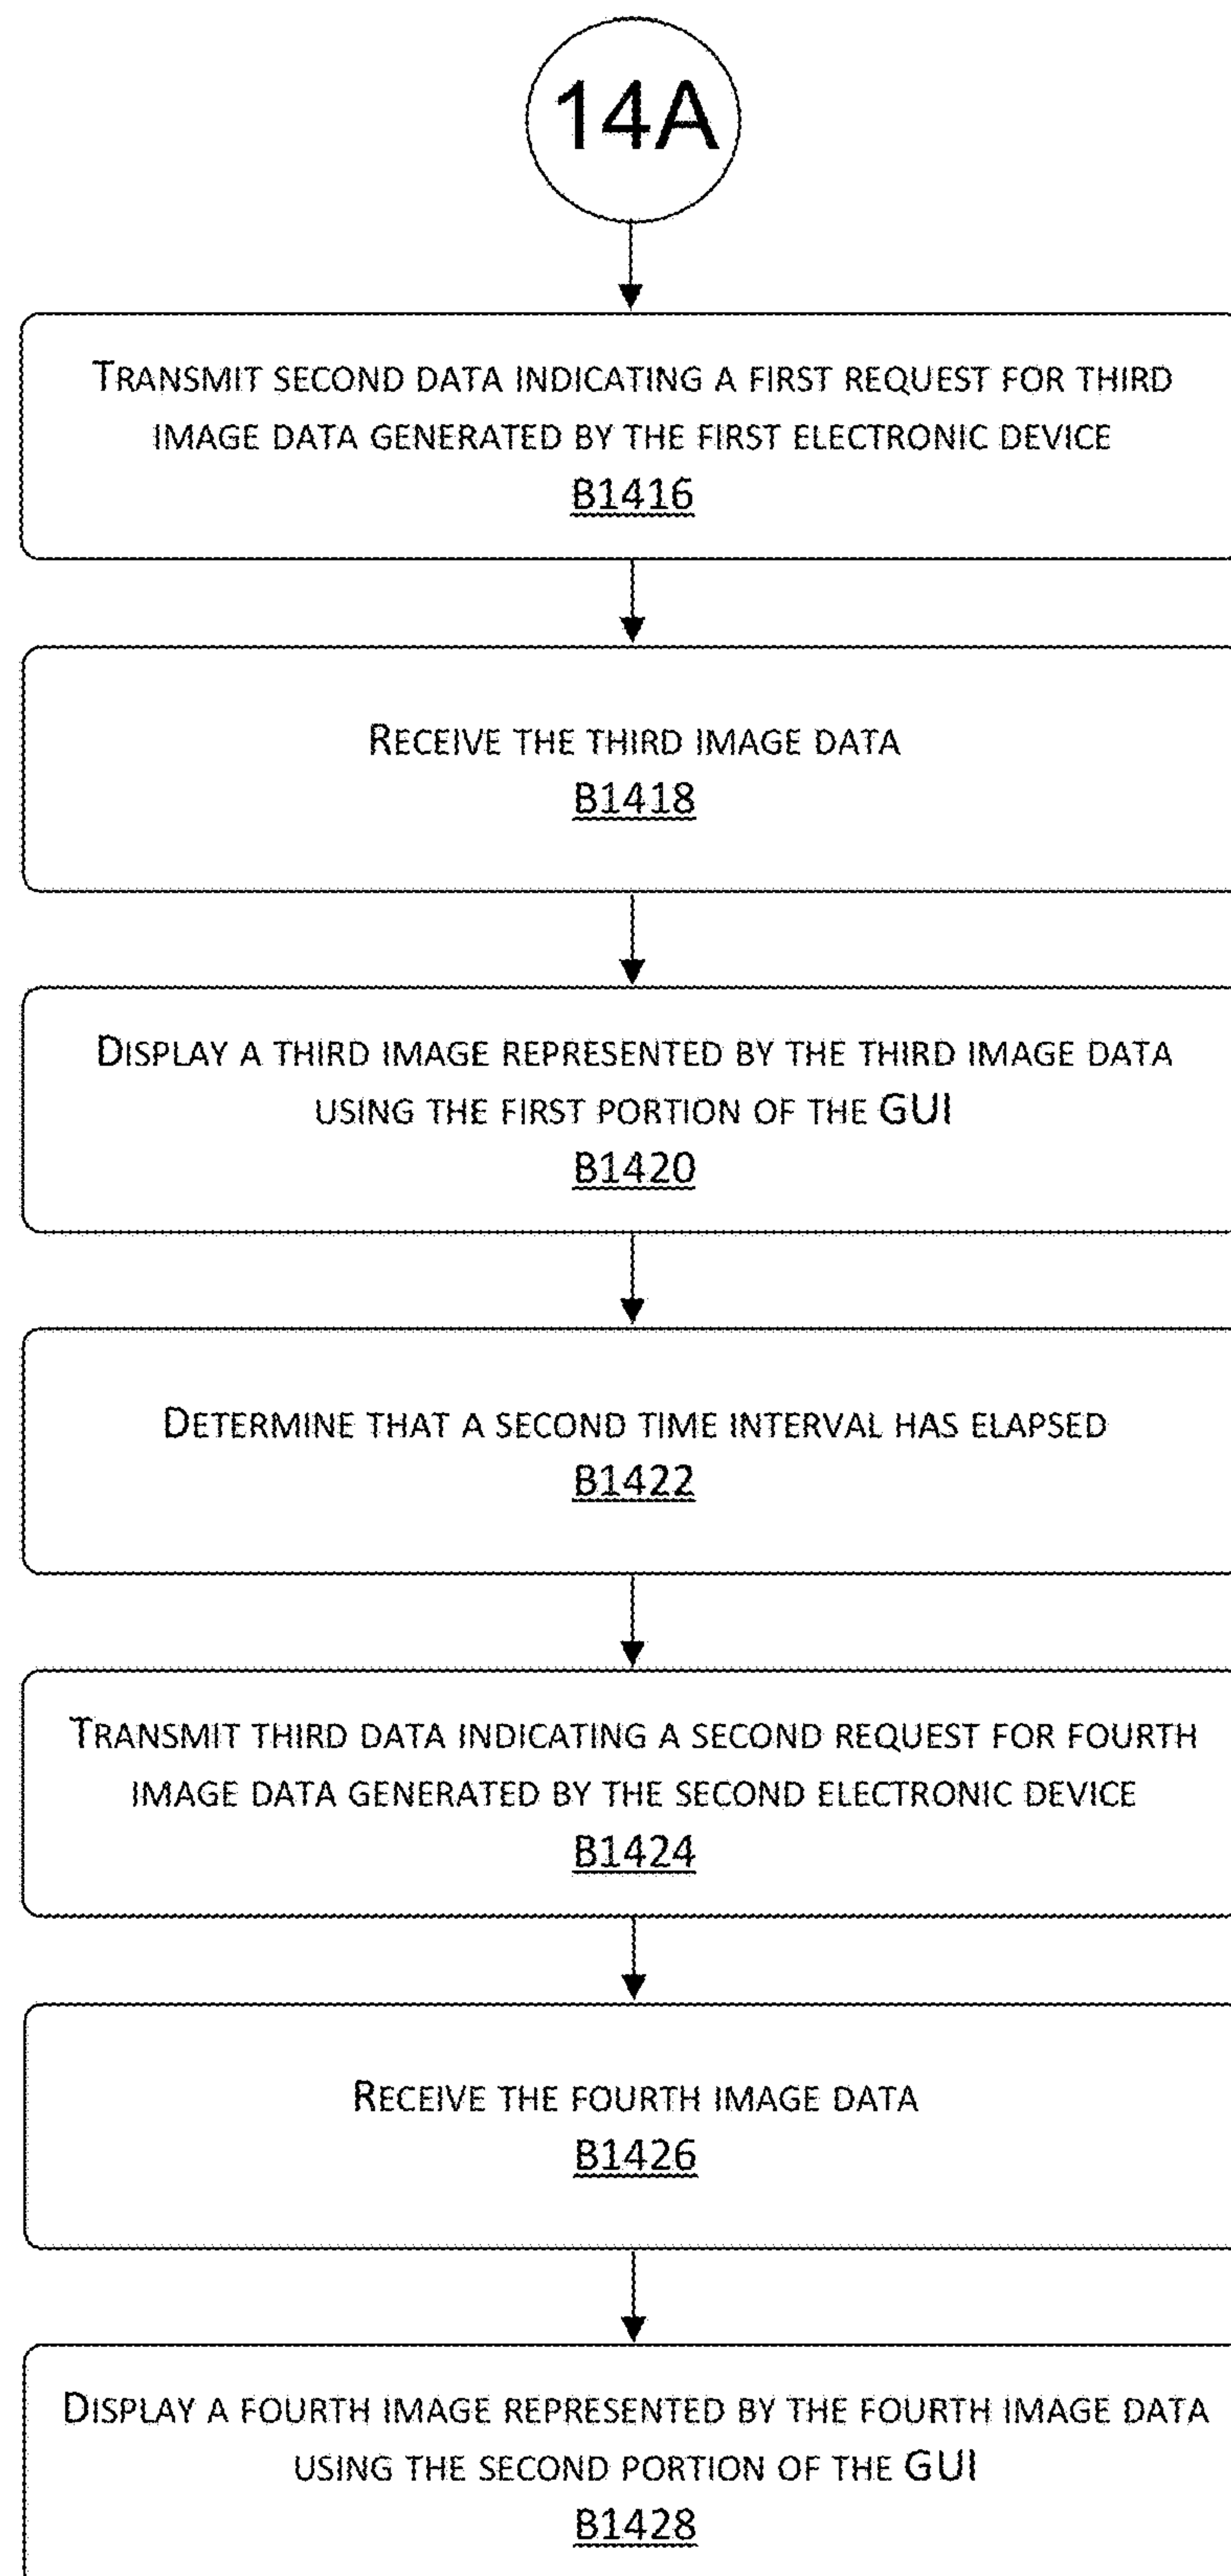 14A
TRANSMIT SECOND DATA INDICATING A FIRST REQUEST FOR THIRD
IMAGE DATA GENERATED BY THE FIRST ELECTRONIC DEVICE
B1416
RECEIVE THE THIRD IMAGE DATA
B1418
DISPLAY A THIRD IMAGE REPRESENTED BY THE THIRD IMAGE DATA
USING THE FIRST PORTION OF THE GUI
B1420
DETERMINE THAT A SECOND TIME INTERVAL HAS ELAPSED
B1422
TRANSMIT THIRD DATA INDICATING A SECOND REQUEST FOR FOURTH
IMAGE DATA GENERATED BY THE SECOND ELECTRONIC DEVICE
B1424
RECEIVE THE FOURTH IMAGE DATA
B1426
DISPLAY A FOURTH IMAGE REPRESENTED BY THE FOURTH IMAGE DATA
USING THE SECOND PORTION OF THE GUI
B1428